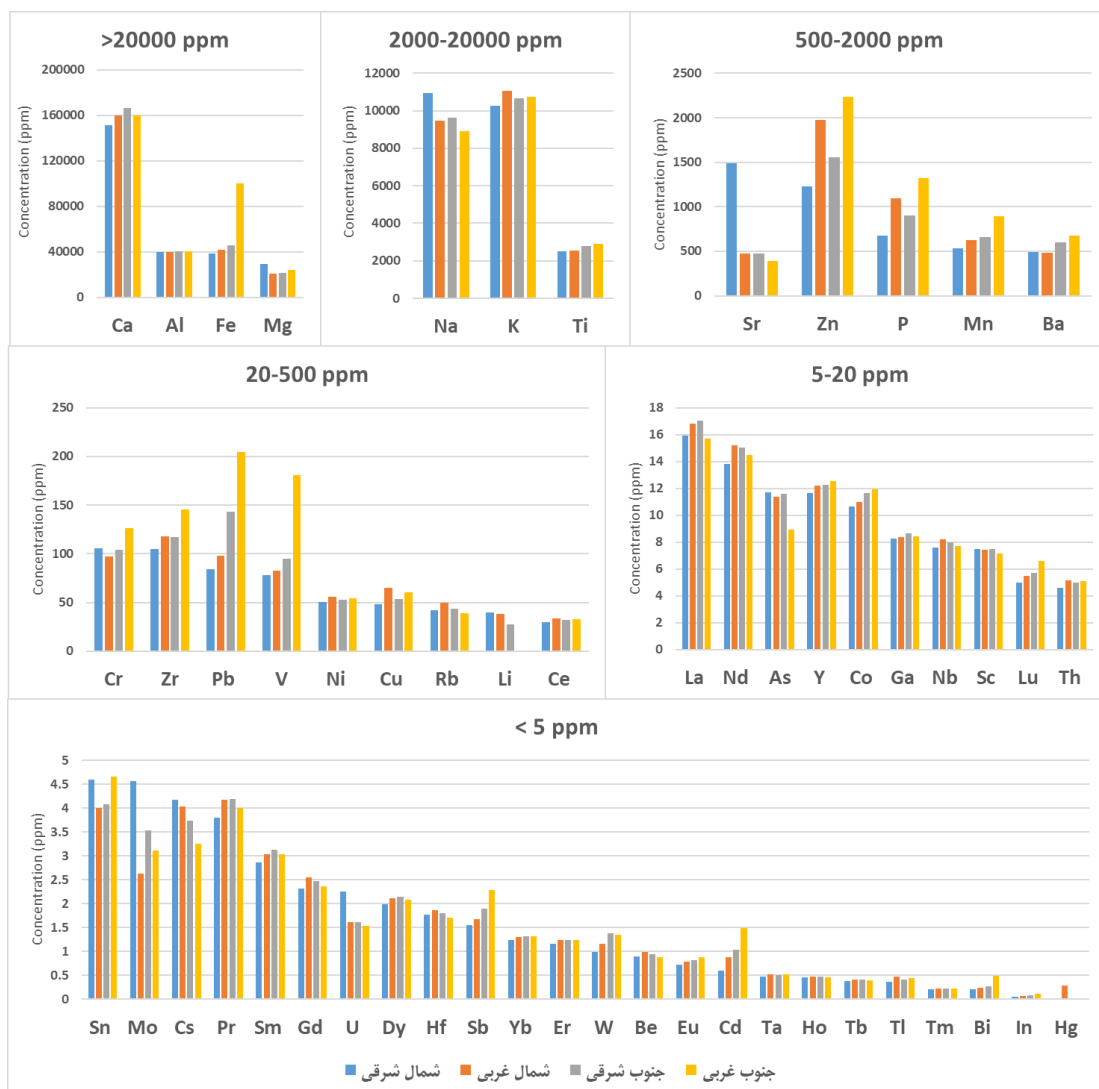 >20000 ppm
Concentration (ppm)
200000
160000
120000
80000
40000
0
Ca Al Fe Mg
2000-20000 ppm
12000
10000
8000
6000
4000
2000
0
Na K Ti
500-2000 ppm
Concentration (ppm)
2500
2000
1500
1000
500
0
Sr Zn P Mn Ba
20-500 ppm
Concentration (ppm)
250
200
150
100
50
0
Cr Zr Pb V Ni Cu Rb Li Ce
5-20 ppm
Concentration (ppm)
18
16
14
12
10
8
6
4
2
0
La Nd As Y Co Ga Nb Sc Lu Th
< 5 ppm
Concentration (ppm)
5
4.5
4
3.5
3
2.5
2
1.5
1
0.5
0
Sn Mo Cs Pr Sm Gd U Dy Hf Sb Yb Er W Be Eu Cd Ta Ho Tb Tl Tm Bi In Hg
شمال شرقی
شمال غربی
جنوب شرقی
جنوب غربی